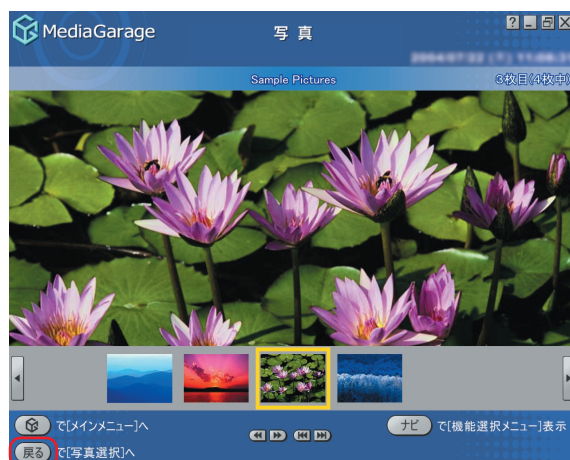 MediaGarage
写真
Sample Pictures
3枚目(4枚中)
で[メインメニュー]へ
ナビ で[機能選択メニュー]表示
戻る で[写真選択]へ